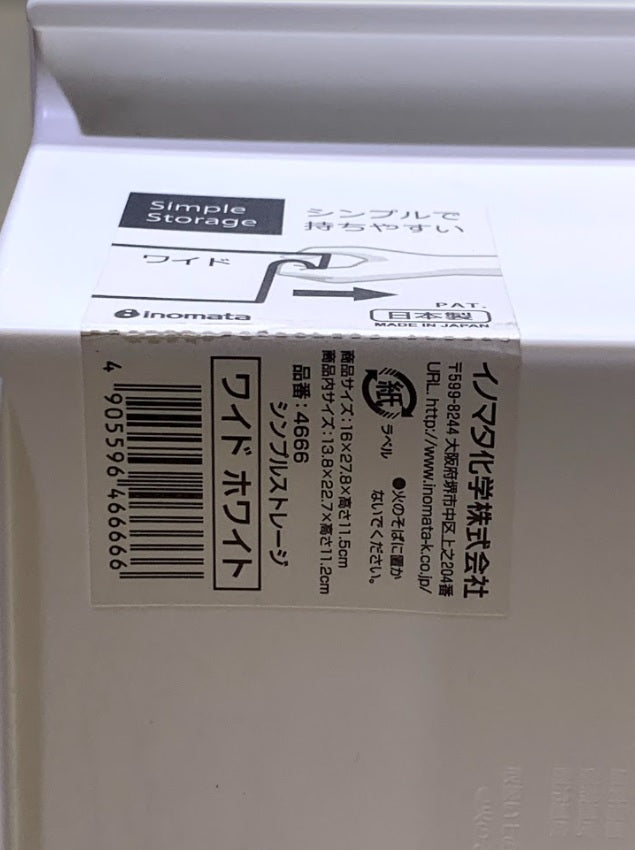 Simple
Storage
シンプルで
持ちやすい
ワイド
PAT.
inomata
日本製
MADE IN JAPAN
イノマタ化学株式会社
〒599-8244 大阪府堺市中区上之204番
URL. http://www.inomata-k.co.jp/
紙
ラベル
●火のそばに置か
ないでください。
商品サイズ:16×27.8×高さ11.5cm
商品内サイズ:13.8×22.7×高さ11.2cm
品番:4666
シンプルストレージ
ワイド ホワイト
4 905596 466666